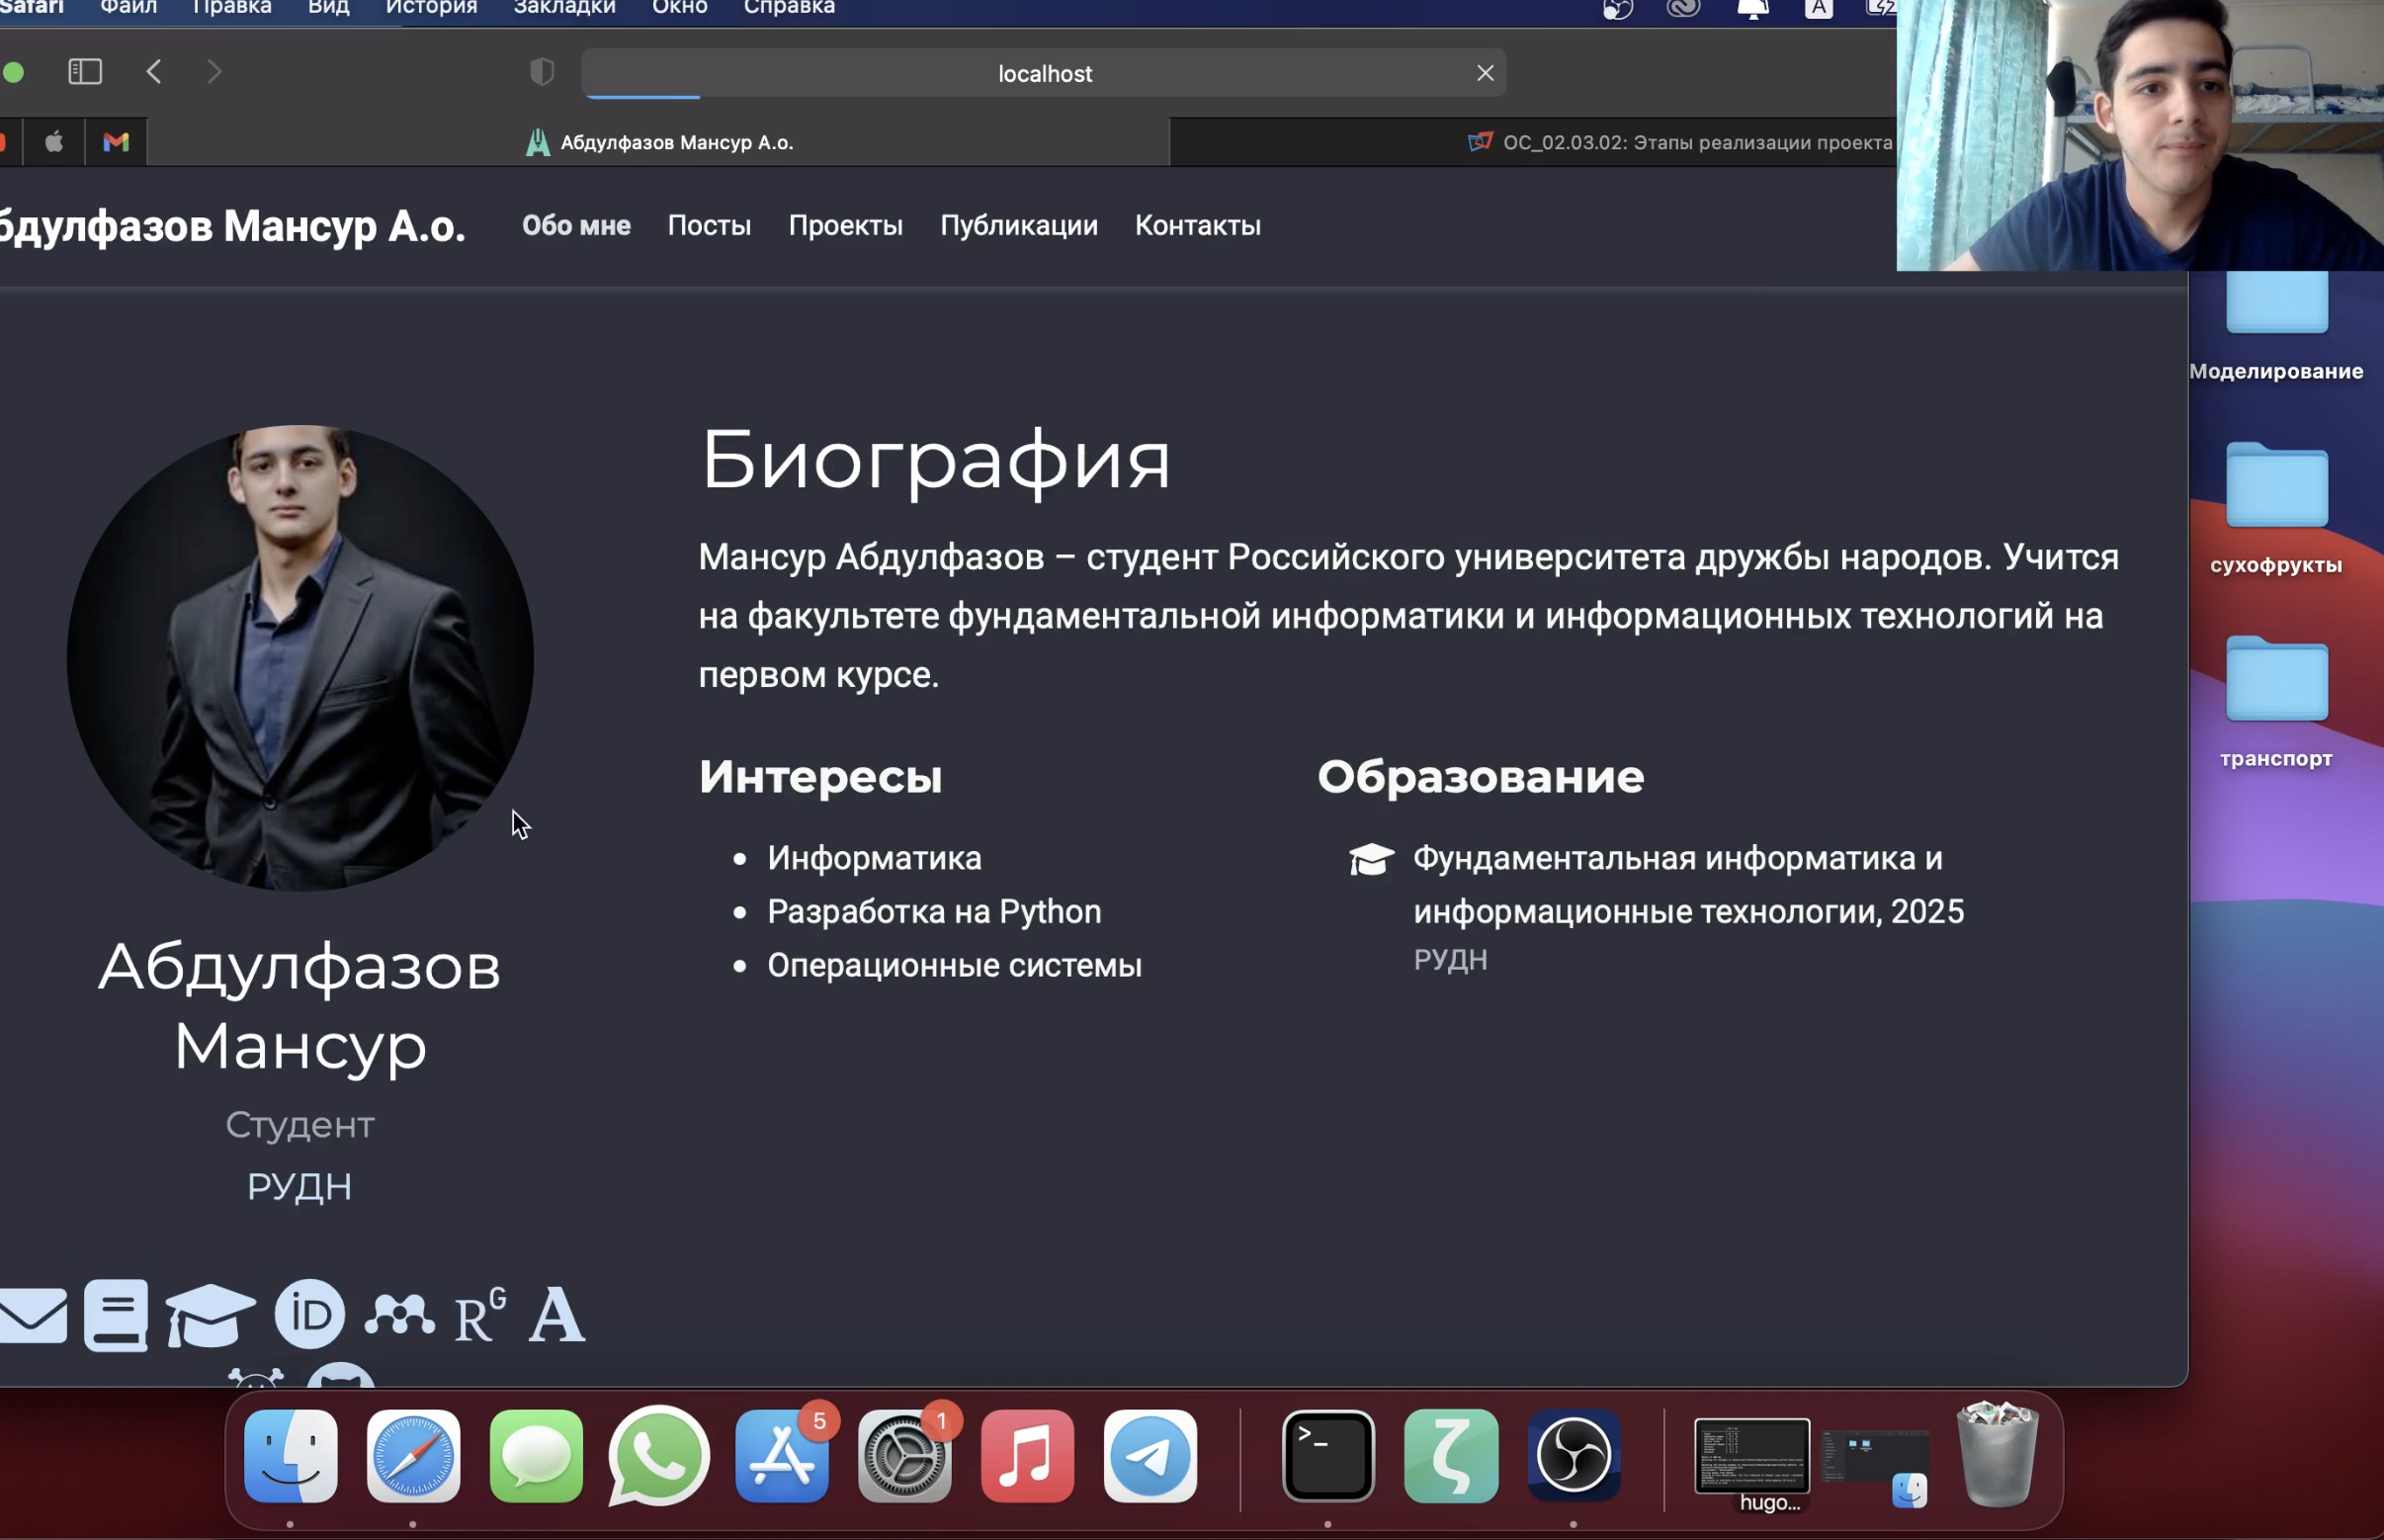 Safari Файл Правка Вид История Закладки Окно Справка
A
localhost
Абдулфазов Мансур А.о.
ОС_02.03.02: Этапы реализации проекта
бдулфазов Мансур А.о. Обо мне Посты Проекты Публикации Контакты
Моделирование
сухофрукты
транспорт
Биография
Мансур Абдулфазов – студент Российского университета дружбы народов. Учится
на факультете фундаментальной информатики и информационных технологий на
первом курсе.
Интересы
Информатика
Разработка на Python
Операционные системы
Образование
Фундаментальная информатика и
информационные технологии, 2025
РУДН
Абдулфазов
Мансур
Студент
РУДН
iD RG A
5
1
hugo...